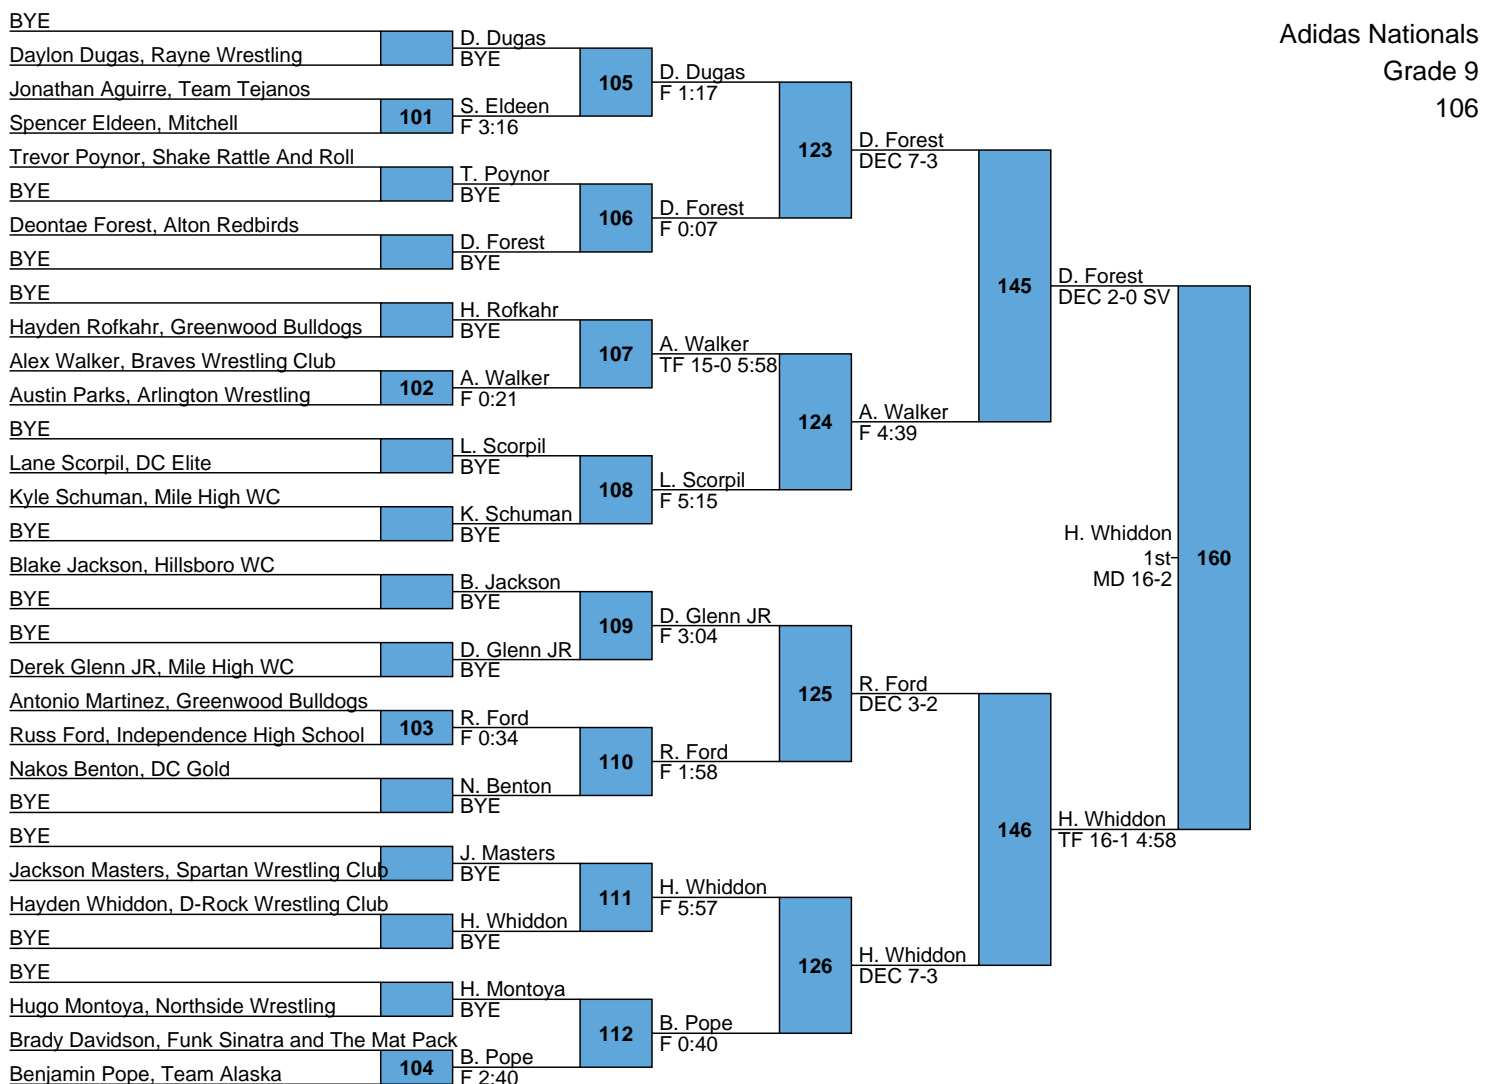 Adidas Nationals
Grade 9
106
BYE
Daylon Dugas, Rayne Wrestling
Jonathan Aguirre, Team Tejanos
Spencer Eldeen, Mitchell
Trevor Poynor, Shake Rattle And Roll
BYE
Deontae Forest, Alton Redbirds
BYE
BYE
Hayden Rofkahr, Greenwood Bulldogs
Alex Walker, Braves Wrestling Club
Austin Parks, Arlington Wrestling
BYE
Lane Scorpil, DC Elite
Kyle Schuman, Mile High WC
BYE
Blake Jackson, Hillsboro WC
BYE
BYE
Derek Glenn JR, Mile High WC
Antonio Martinez, Greenwood Bulldogs
Russ Ford, Independence High School
Nakos Benton, DC Gold
BYE
BYE
Jackson Masters, Spartan Wrestling Club
Hayden Whiddon, D-Rock Wrestling Club
BYE
BYE
Hugo Montoya, Northside Wrestling
Brady Davidson, Funk Sinatra and The Mat Pack
Benjamin Pope, Team Alaska
101
102
103
104
D. Dugas
BYE
S. Eldeen
F 3:16
T. Poynor
BYE
D. Forest
BYE
H. Rofkahr
BYE
A. Walker
F 0:21
L. Scorpil
BYE
K. Schuman
BYE
B. Jackson
BYE
D. Glenn JR
BYE
R. Ford
F 0:34
N. Benton
BYE
J. Masters
BYE
H. Whiddon
BYE
H. Montoya
BYE
B. Pope
F 2:40
105
106
107
108
109
110
111
112
D. Dugas
F 1:17
D. Forest
F 0:07
A. Walker
TF 15-0 5:58
L. Scorpil
F 5:15
D. Glenn JR
F 3:04
R. Ford
F 1:58
H. Whiddon
F 5:57
B. Pope
F 0:40
123
124
125
126
D. Forest
DEC 7-3
A. Walker
F 4:39
R. Ford
DEC 3-2
H. Whiddon
DEC 7-3
145
146
D. Forest
DEC 2-0 SV
H. Whiddon
TF 16-1 4:58
160
H. Whiddon
1st
MD 16-2